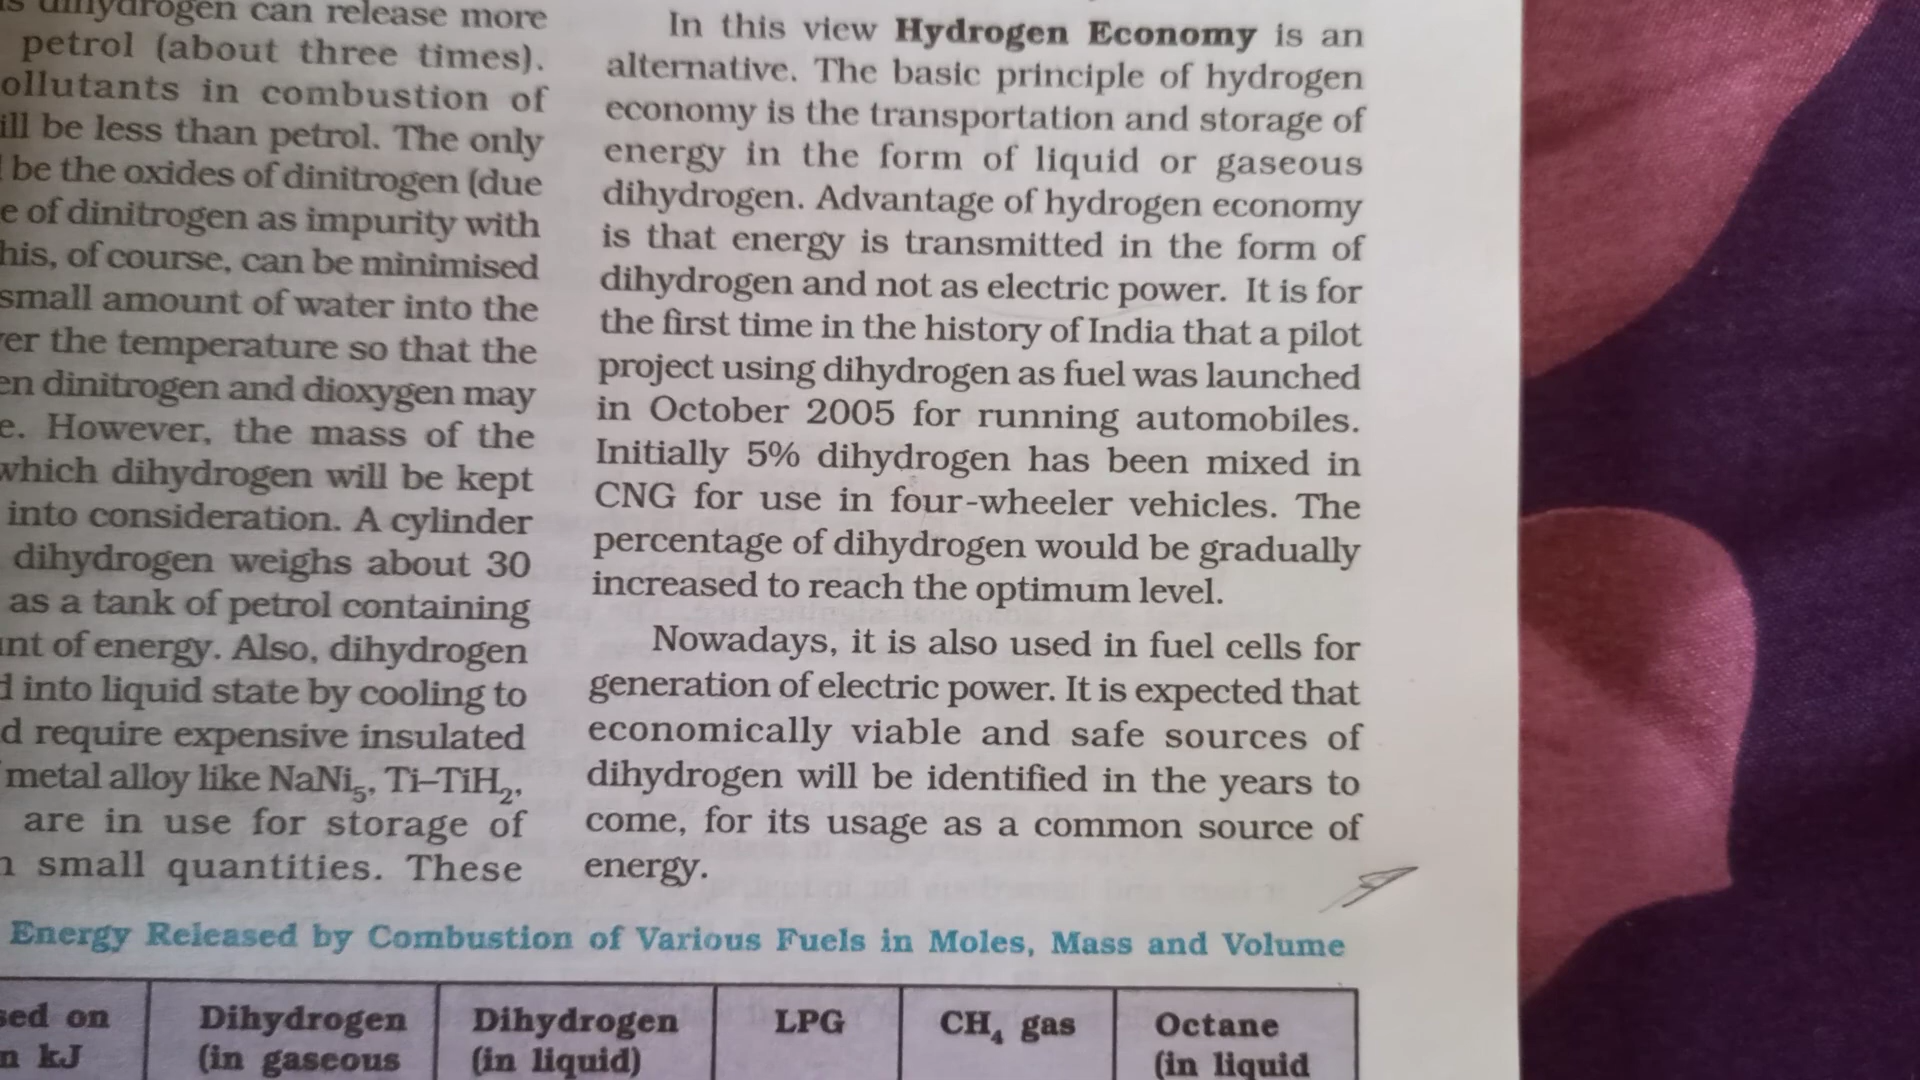 is dihydrogen can release more
petrol (about three times).
ollutants in combustion of
ill be less than petrol. The only
be the oxides of dinitrogen (due
e of dinitrogen as impurity with
his, of course, can be minimised
small amount of water into the
er the temperature so that the
en dinitrogen and dioxygen may
e. However, the mass of the
which dihydrogen will be kept
into consideration. A cylinder
dihydrogen weighs about 30
as a tank of petrol containing
nt of energy. Also, dihydrogen
d into liquid state by cooling to
d require expensive insulated
metal alloy like NaNi₅, Ti–TiH₂,
are in use for storage of
n small quantities. These
In this view Hydrogen Economy is an
alternative. The basic principle of hydrogen
economy is the transportation and storage of
energy in the form of liquid or gaseous
dihydrogen. Advantage of hydrogen economy
is that energy is transmitted in the form of
dihydrogen and not as electric power. It is for
the first time in the history of India that a pilot
project using dihydrogen as fuel was launched
in October 2005 for running automobiles.
Initially 5% dihydrogen has been mixed in
CNG for use in four-wheeler vehicles. The
percentage of dihydrogen would be gradually
increased to reach the optimum level.
Nowadays, it is also used in fuel cells for
generation of electric power. It is expected that
economically viable and safe sources of
dihydrogen will be identified in the years to
come, for its usage as a common source of
energy.
Energy Released by Combustion of Various Fuels in Moles, Mass and Volume
sed on
n kJ
Dihydrogen
(in gaseous
Dihydrogen
(in liquid)
LPG
CH₄ gas
Octane
(in liquid